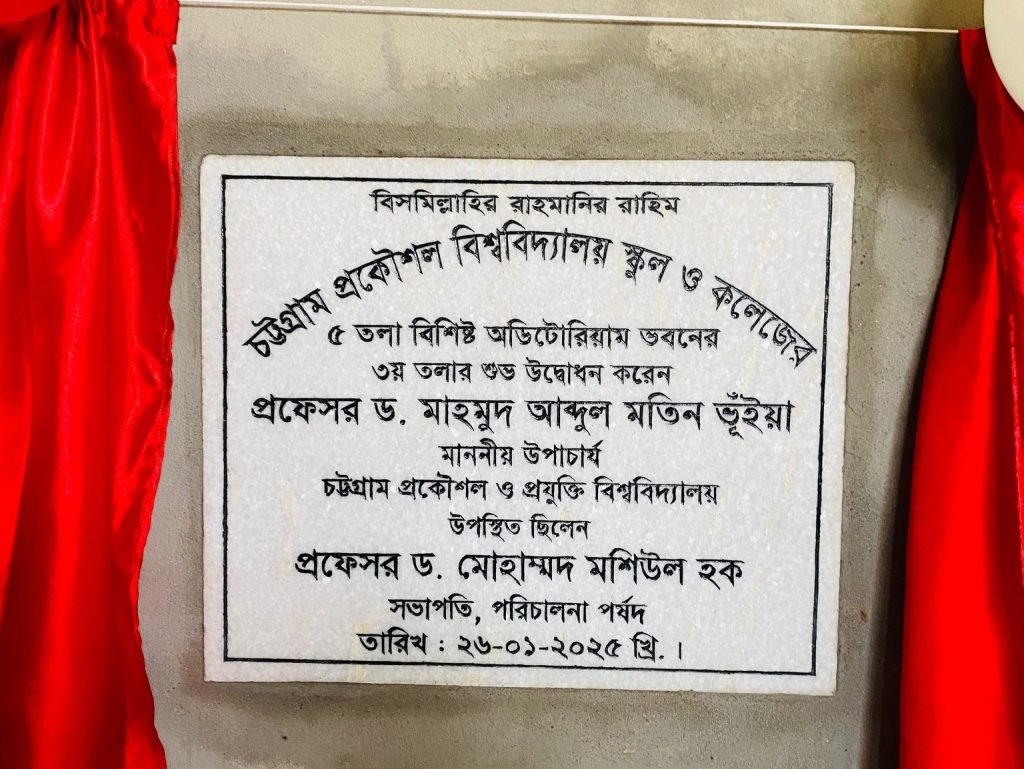 বিসমিল্লাহির রাহমানির রাহিম
চট্টগ্রাম প্রকৌশল বিশ্ববিদ্যালয় স্কুল ও কলেজের
৫ তলা বিশিষ্ট অডিটোরিয়াম ভবনের
৩য় তলার শুভ উদ্বোধন করেন
প্রফেসর ড. মাহমুদ আব্দুল মতিন ভূঁইয়া
মাননীয় উপাচার্য
চট্টগ্রাম প্রকৌশল ও প্রযুক্তি বিশ্ববিদ্যালয়
উপস্থিত ছিলেন
প্রফেসর ড. মোহাম্মদ মশিউল হক
সভাপতি, পরিচালনা পর্ষদ
তারিখ : ২৬-০১-২০২৫ খ্রি. ।